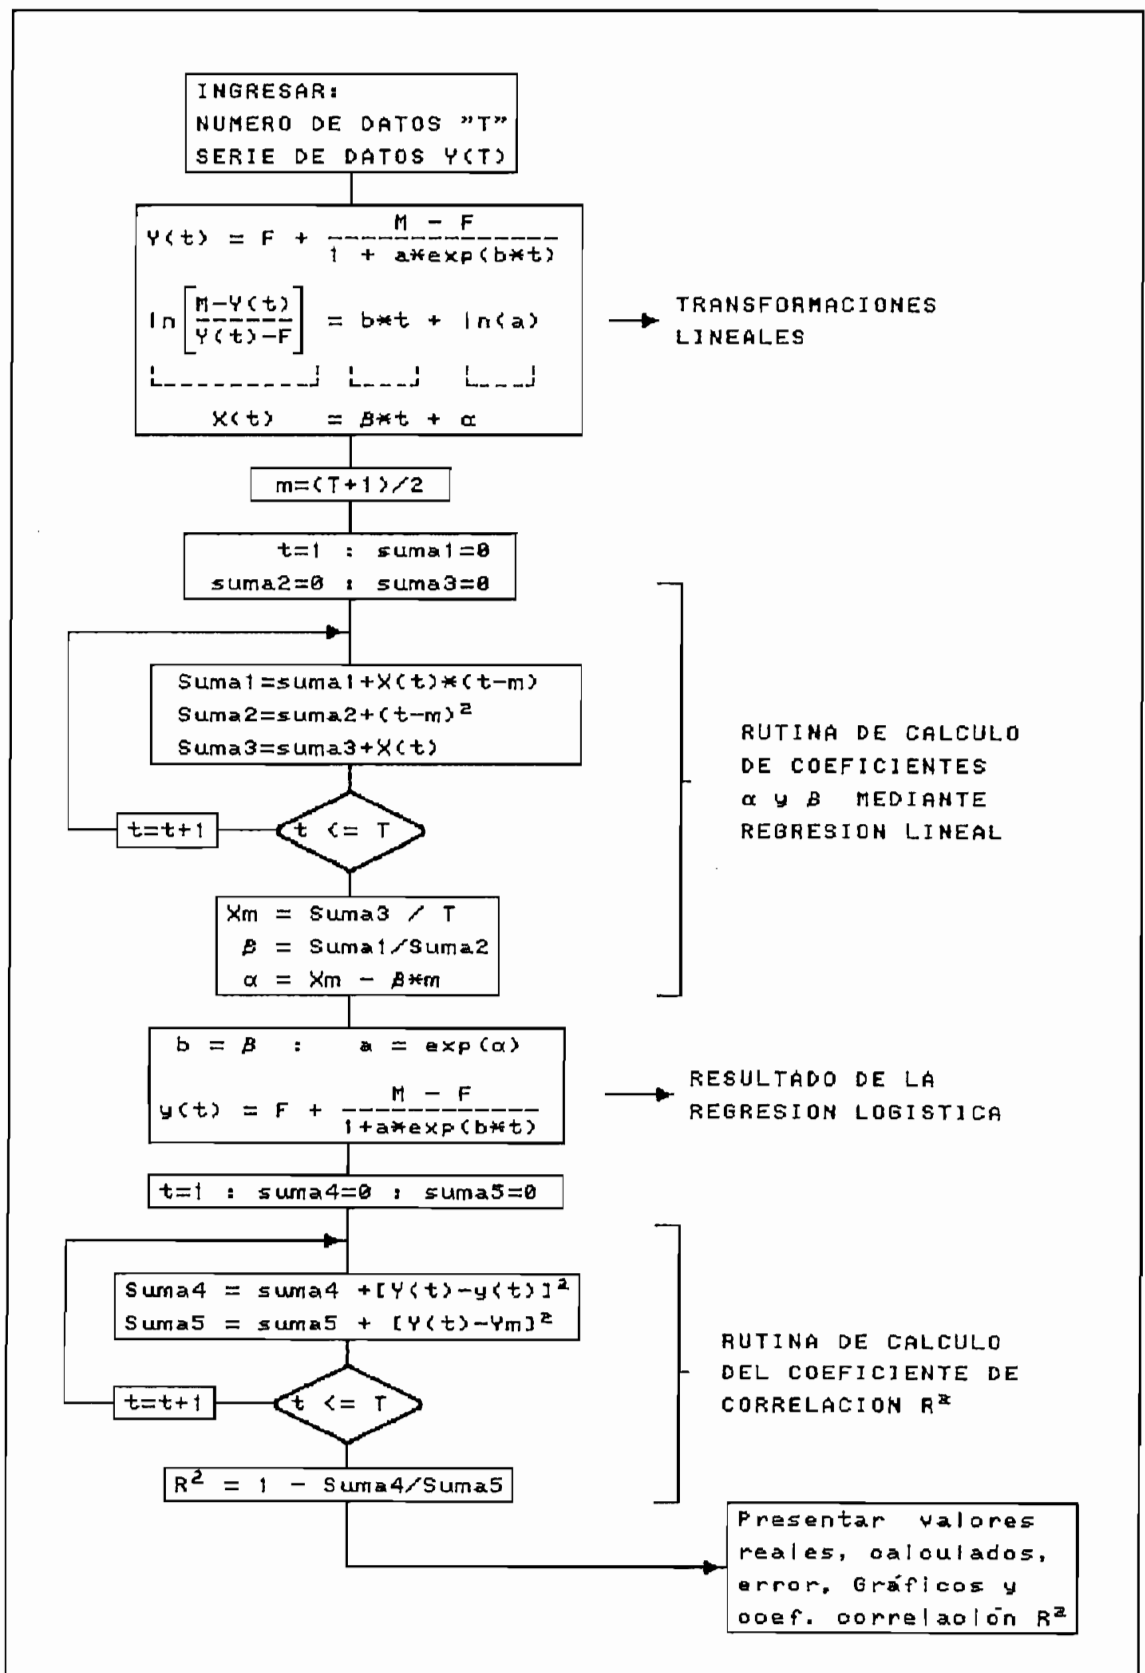 INGRESAR:
NUMERO DE DATOS "T"
SERIE DE DATOS Y(T)
Y(t) = F + M - F / 1 + a*exp(b*t)
ln[M-Y(t) / Y(t)-F] = b*t + ln(a)
X(t) = β*t + α
TRANSFORMACIONES
LINEALES
m=(T+1)/2
t=1 : suma1=0
suma2=0 : suma3=0
Suma1=suma1+X(t)*(t-m)
Suma2=suma2+(t-m)²
Suma3=suma3+X(t)
t=t+1
t <= T
Xm = Suma3 / T
β = Suma1/Suma2
α = Xm - β*m
RUTINA DE CALCULO
DE COEFICIENTES
α y β MEDIANTE
REGRESION LINEAL
b = β : a = exp(α)
y(t) = F + M - F / 1+a*exp(b*t)
RESULTADO DE LA
REGRESION LOGISTICA
t=1 : suma4=0 : suma5=0
Suma4 = suma4 +[Y(t)-y(t)]²
Suma5 = suma5 + [Y(t)-Ym]²
t=t+1
t <= T
R² = 1 - Suma4/Suma5
RUTINA DE CALCULO
DEL COEFICIENTE DE
CORRELACION R²
Presentar valores
reales, calculados,
error, Gráficos y
coef. correlación R²